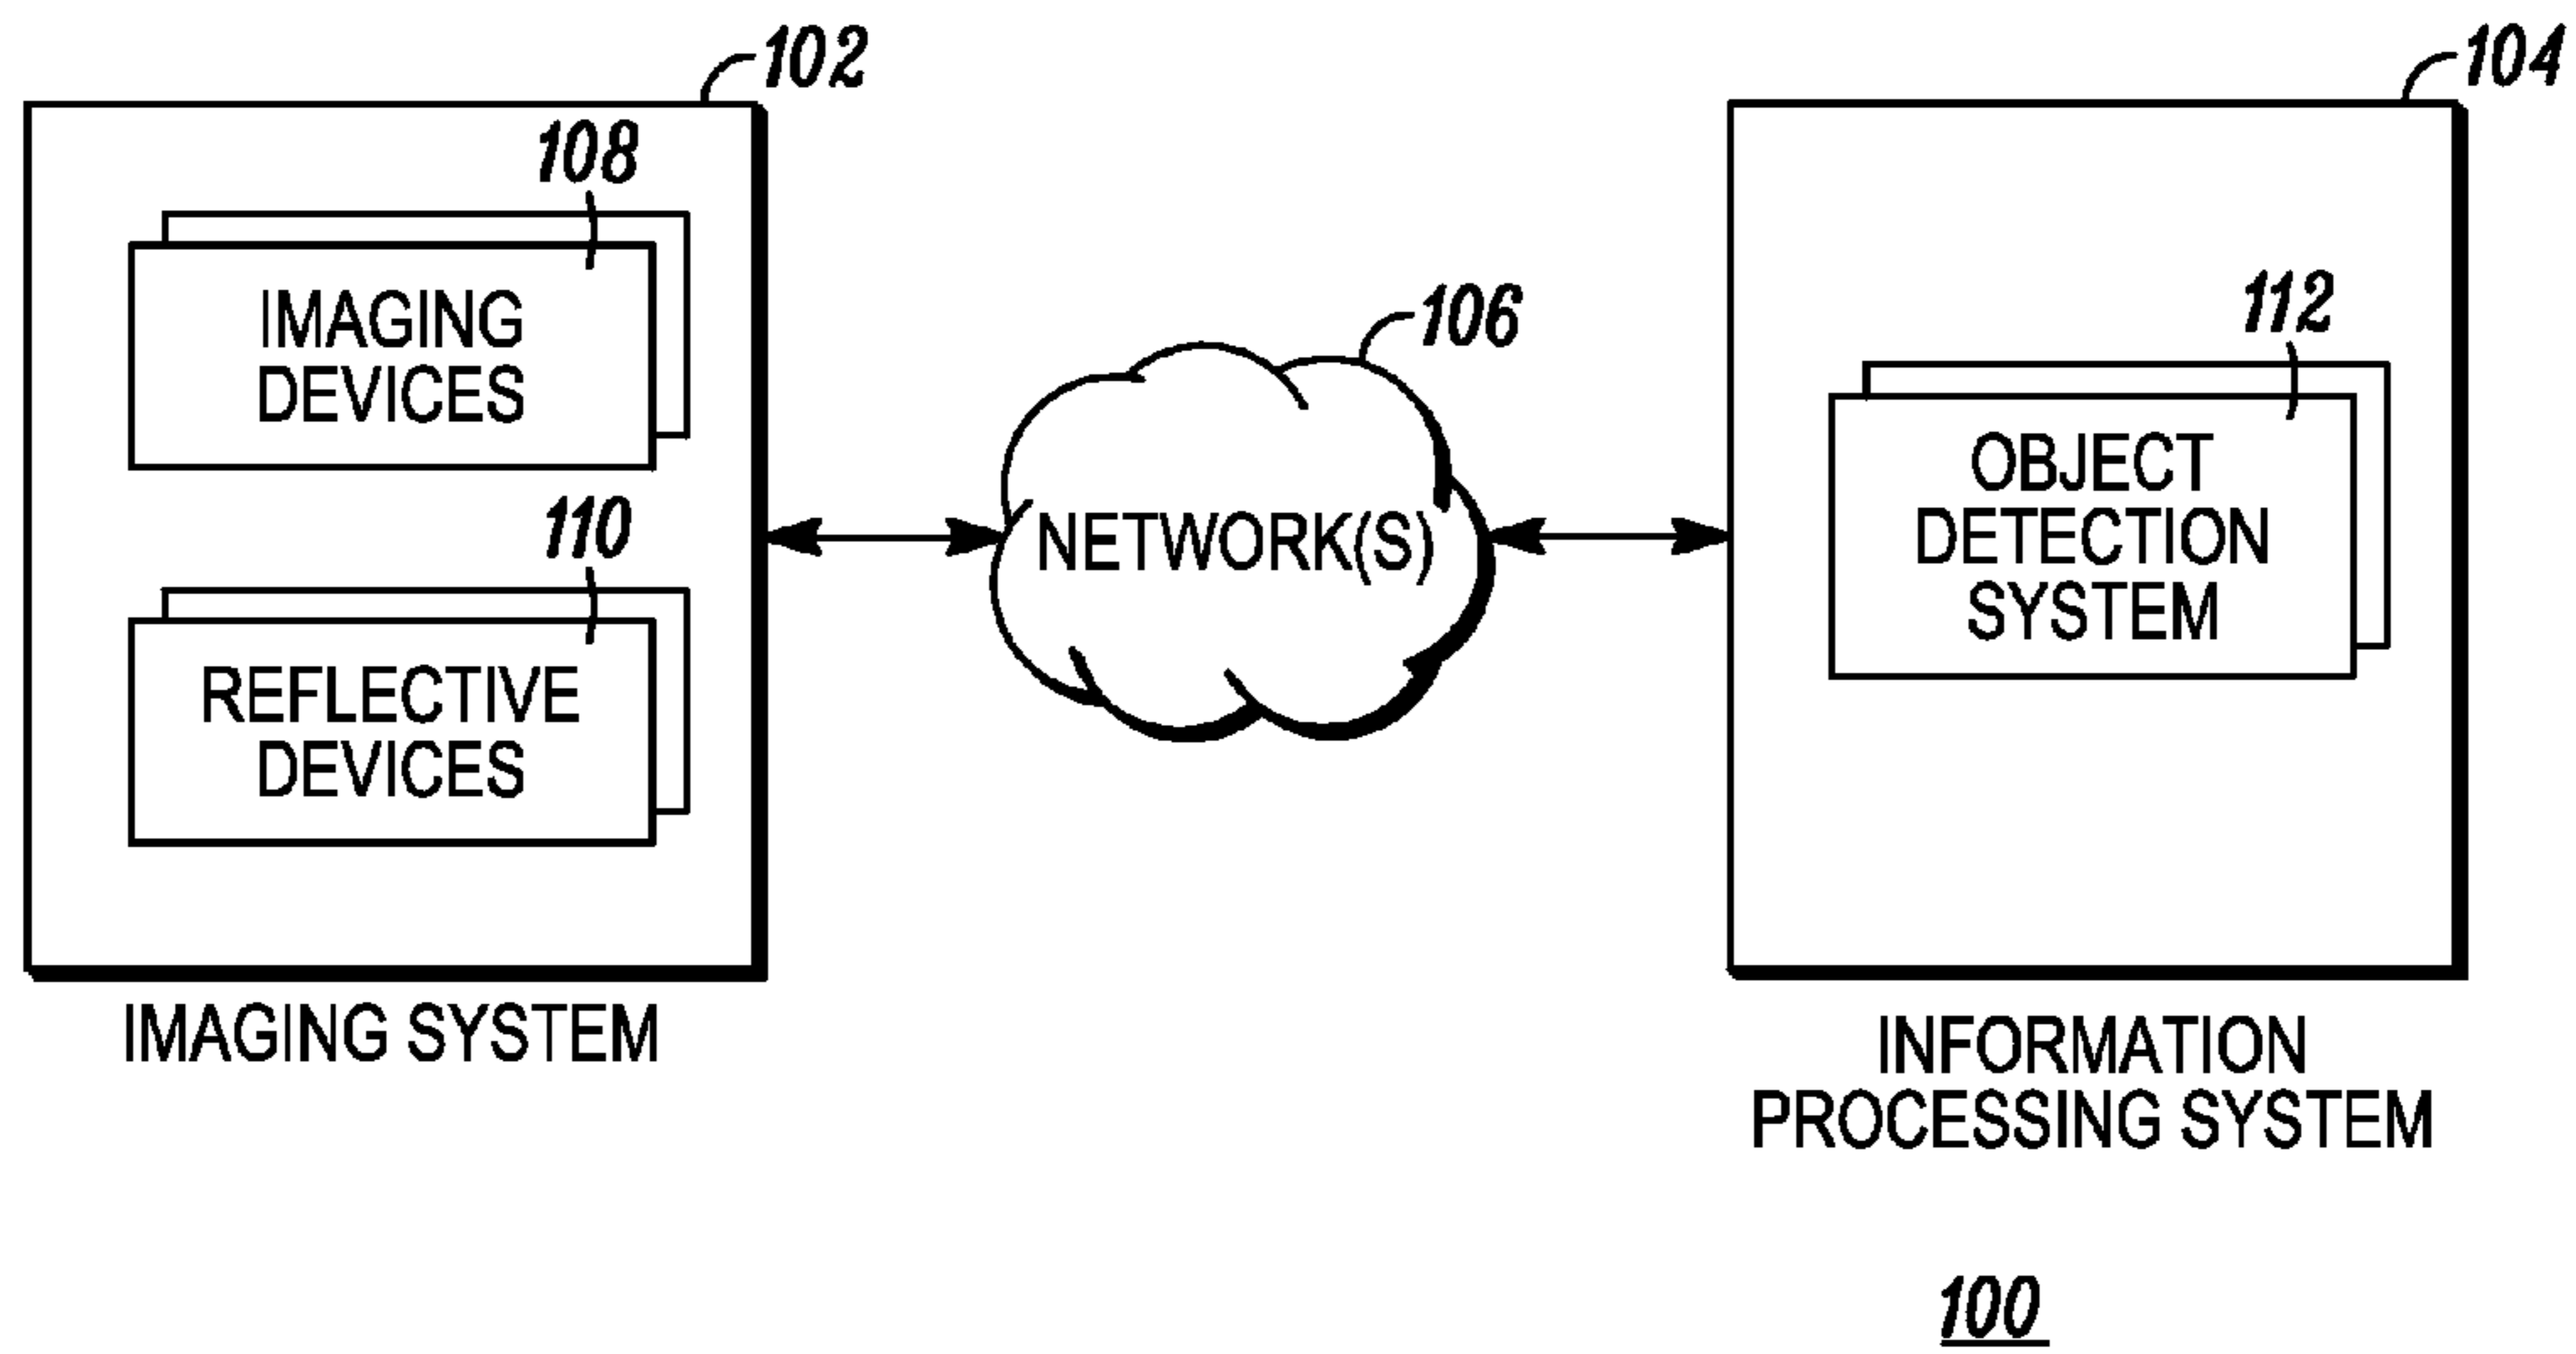 102
108
IMAGING
DEVICES
110
REFLECTIVE
DEVICES
IMAGING SYSTEM
106
NETWORK(S)
104
112
OBJECT
DETECTION
SYSTEM
INFORMATION
PROCESSING SYSTEM
100